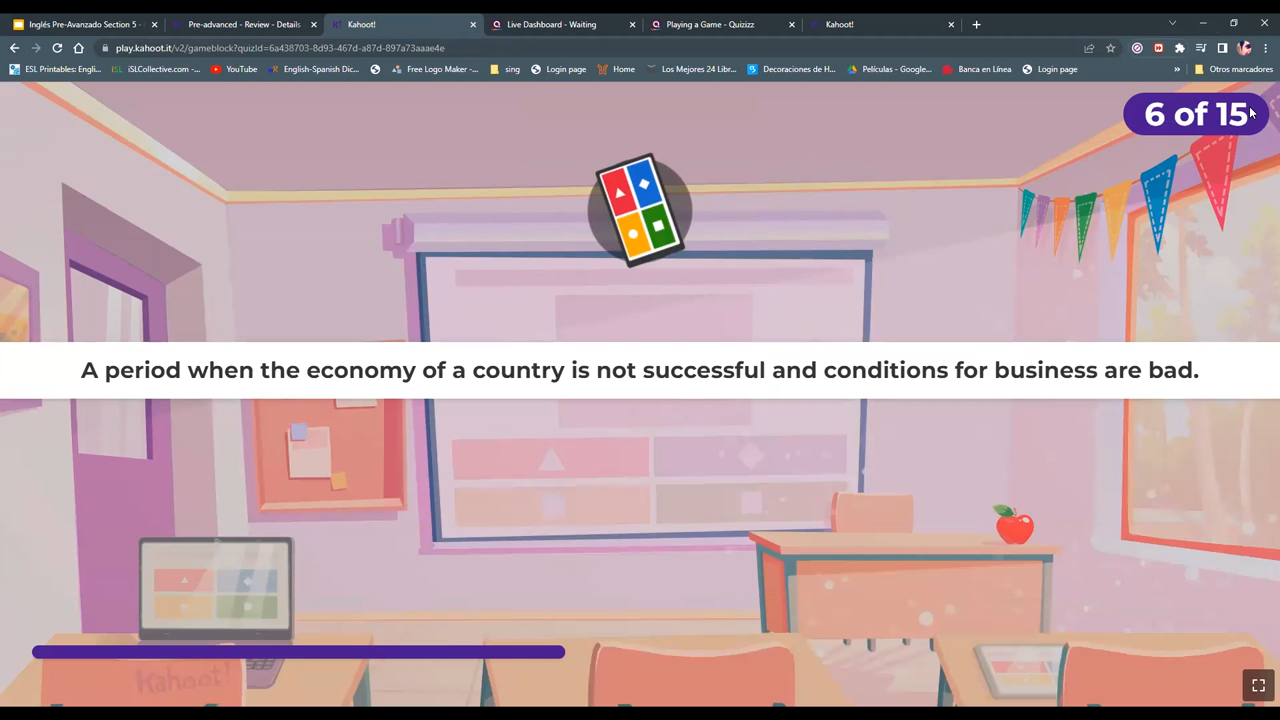 Inglés Pre-Avanzado Section 5 -
Pre-advanced - Review - Details
Kahoot!
Live Dashboard - Waiting
Playing a Game - Quizizz
Kahoot!
play.kahoot.it/v2/gameblock?quizId=6a438703-8d93-467d-a87d-897a73aaae4e
ESL Printables: Engli...
iSLCollective.com -...
YouTube
English-Spanish Dic...
Free Logo Maker -...
sing
Login page
Home
Los Mejores 24 Libr...
Decoraciones de H...
Películas - Google...
Banca en Línea
Login page
»
Otros marcadores
6 of 15
A period when the economy of a country is not successful and conditions for business are bad.
Kahoot!